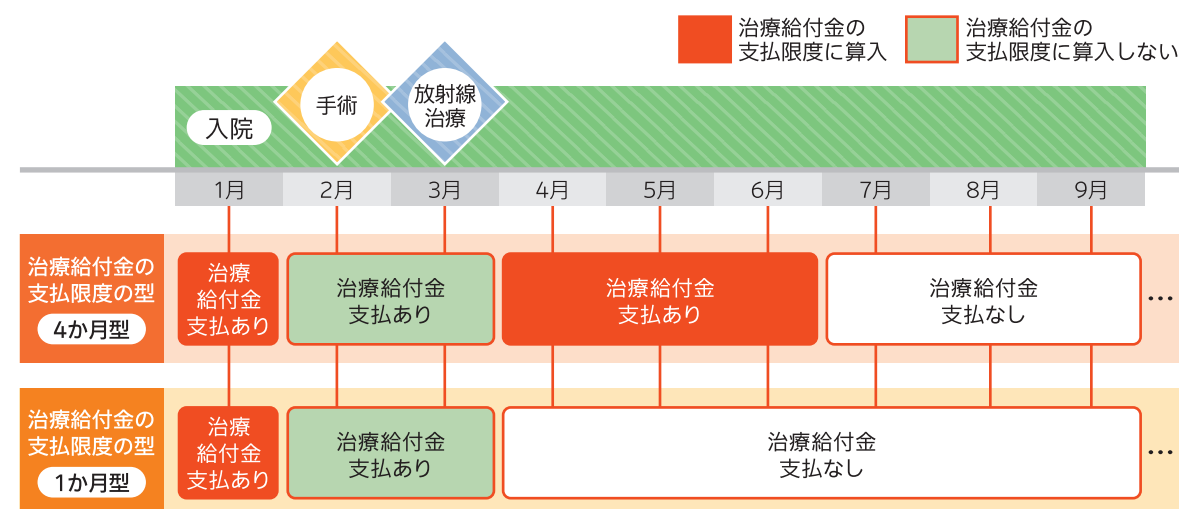 治療給付金の
支払限度に算入
治療給付金の
支払限度に算入しない
入院
手術
放射線
治療
1月
2月
3月
4月
5月
6月
7月
8月
9月
治療給付金の
支払限度の型
4か月型
治療
給付金
支払あり
治療給付金
支払あり
治療給付金
支払あり
治療給付金
支払なし
…
治療給付金の
支払限度の型
1か月型
治療
給付金
支払あり
治療給付金
支払あり
治療給付金
支払なし
…